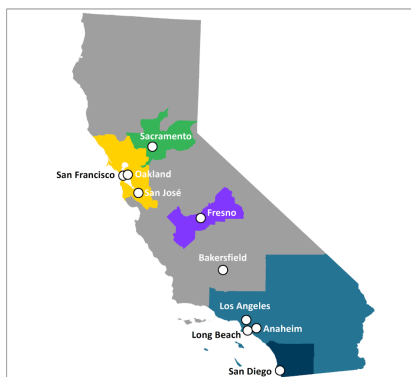 Sacramento
San Francisco
Oakland
San José
Fresno
Bakersfield
Los Angeles
Long Beach
Anaheim
San Diego